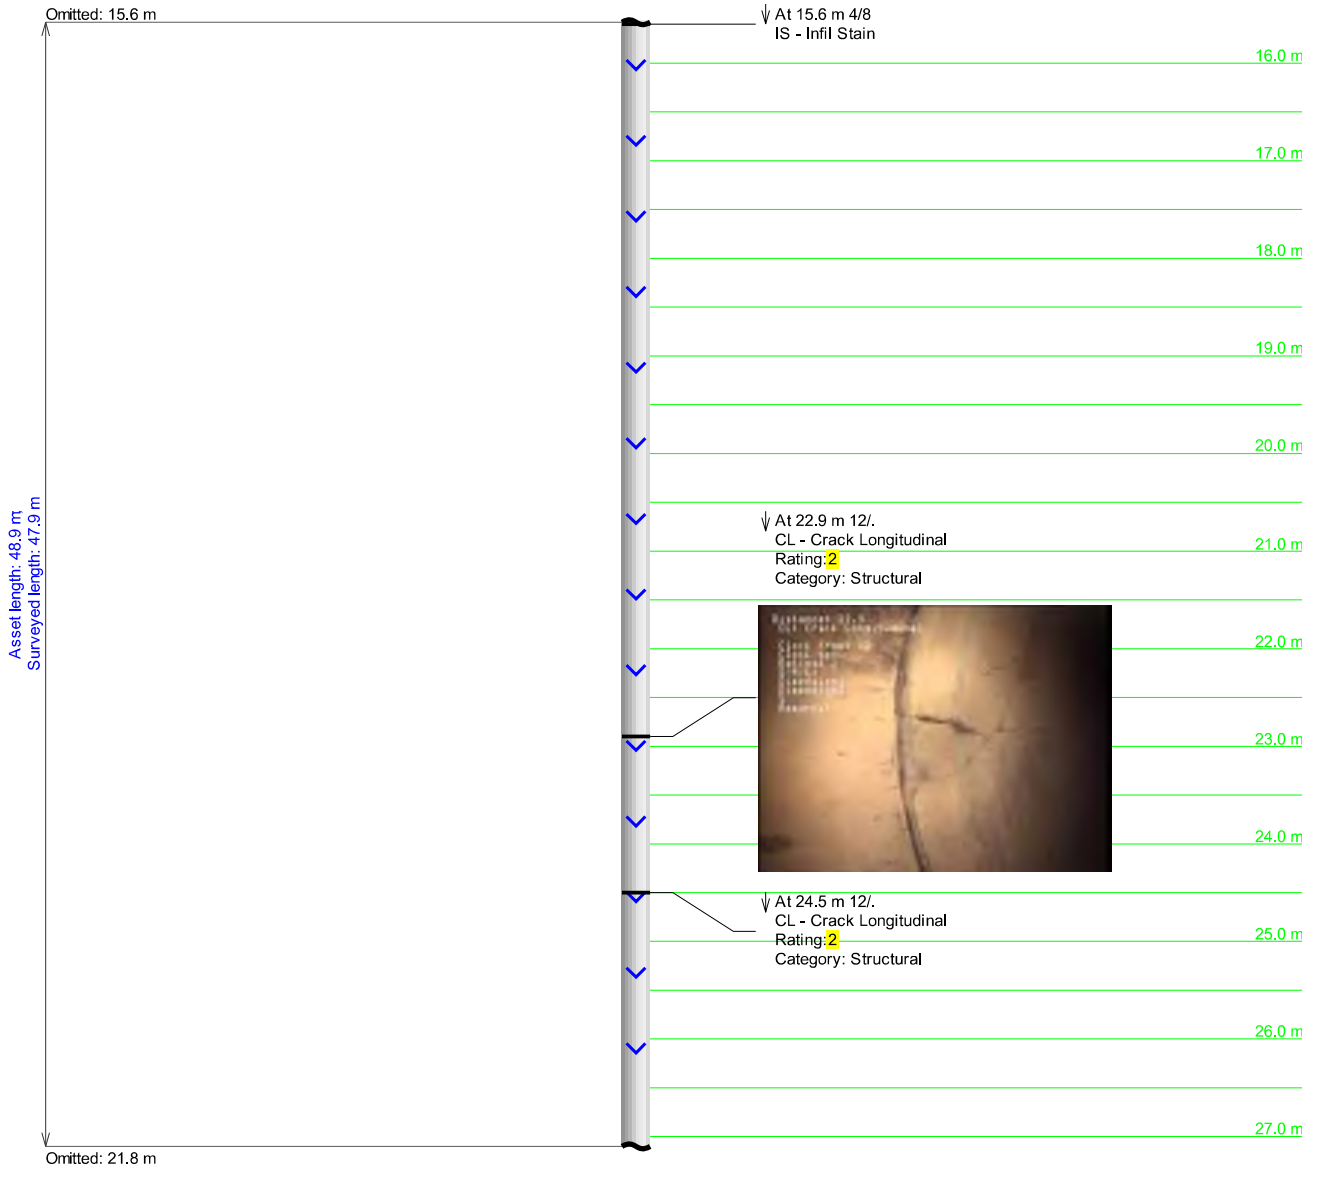 Omitted: 15.6 m
At 15.6 m 4/8
IS - Infil Stain
16.0 m
17.0 m
18.0 m
19.0 m
20.0 m
Asset length: 48.9 m
Surveyed length: 47.9 m
At 22.9 m 12/.
CL - Crack Longitudinal
21.0 m
Rating:2
Category: Structural
22.0 m
23.0 m
24.0 m
At 24.5 m 12/.
CL - Crack Longitudinal
25.0 m
Rating:2
Category: Structural
26.0 m
27.0 m
Omitted: 21.8 m